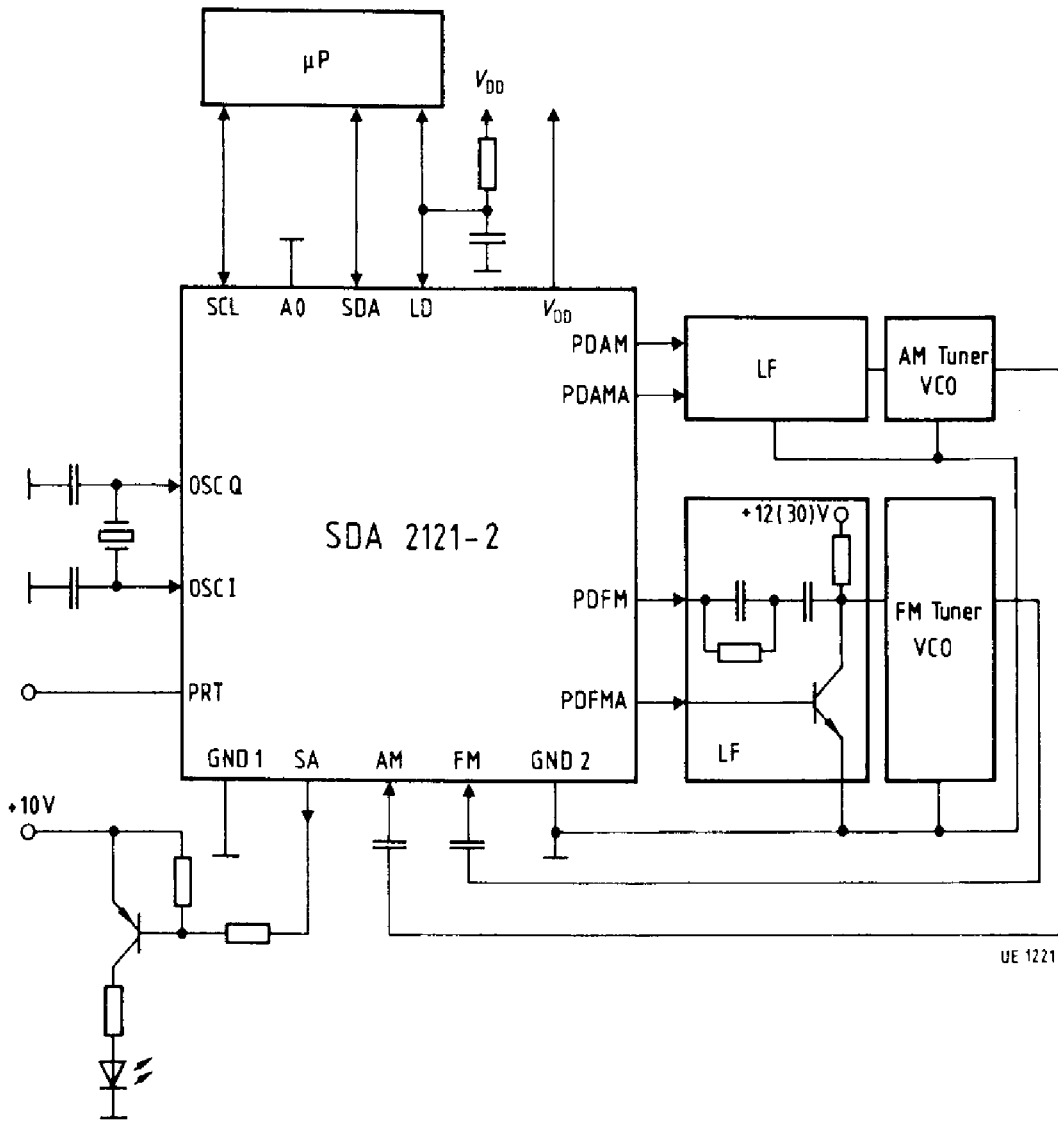 µP
V_DD
SCL A0 SDA LD V_DD
PDAM
PDAMA
LF
AM Tuner
VCO
OSC Q
SDA 2121-2
OSC I
+12(30)V
PDFM
FM Tuner
VCO
PRT
PDFMA
LF
GND 1 SA AM FM GND 2
+10V
UE 1221